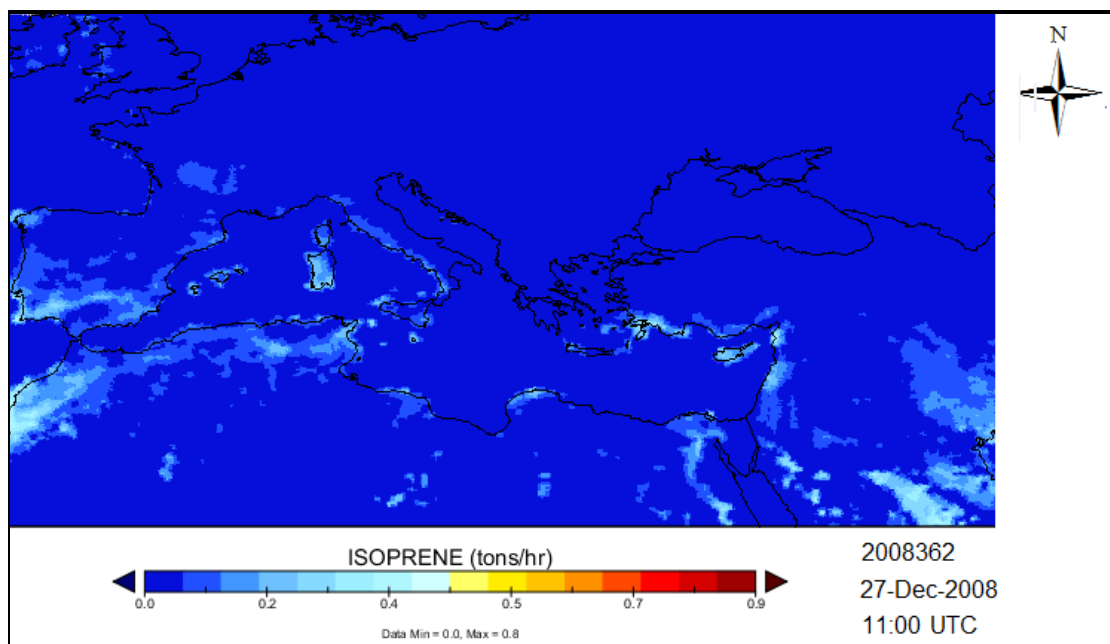 N
ISOPRENE (tons/hr)
0.0 0.2 0.4 0.5 0.7 0.9
Data Min = 0.0, Max = 0.8
2008362
27-Dec-2008
11:00 UTC